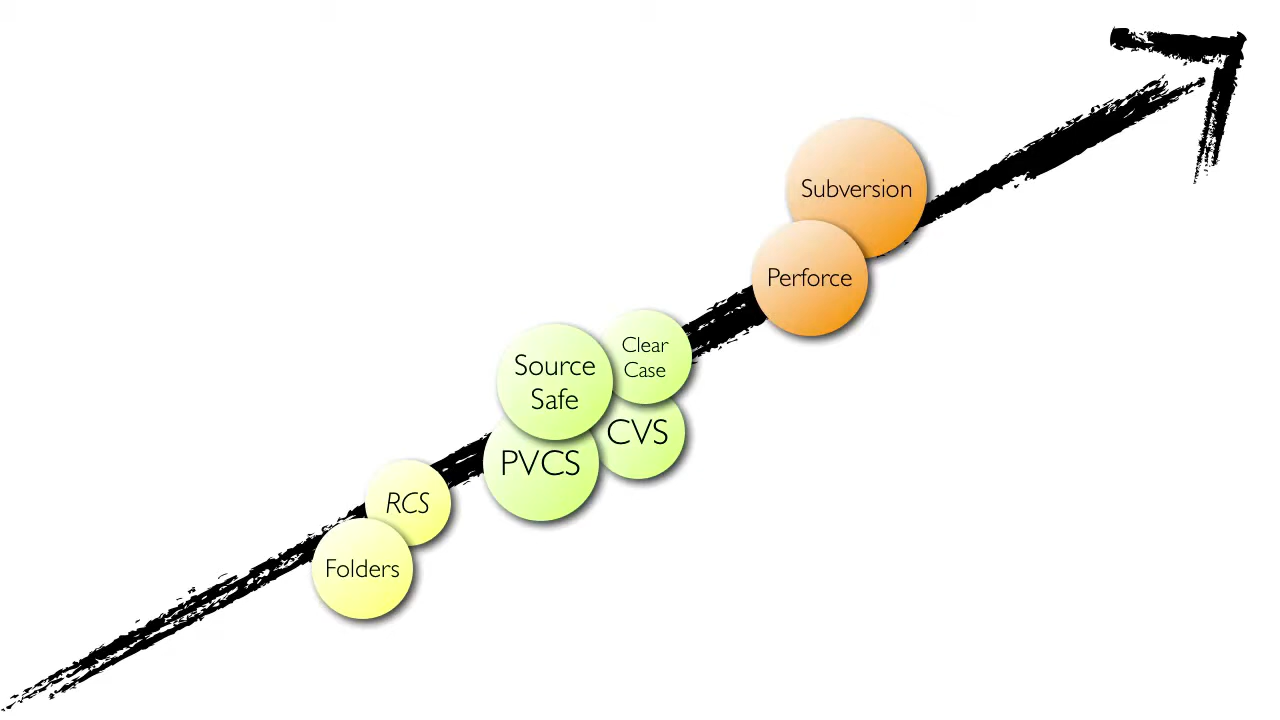 Subversion
Perforce
Clear
Case
Source
Safe
CVS
PVCS
RCS
Folders